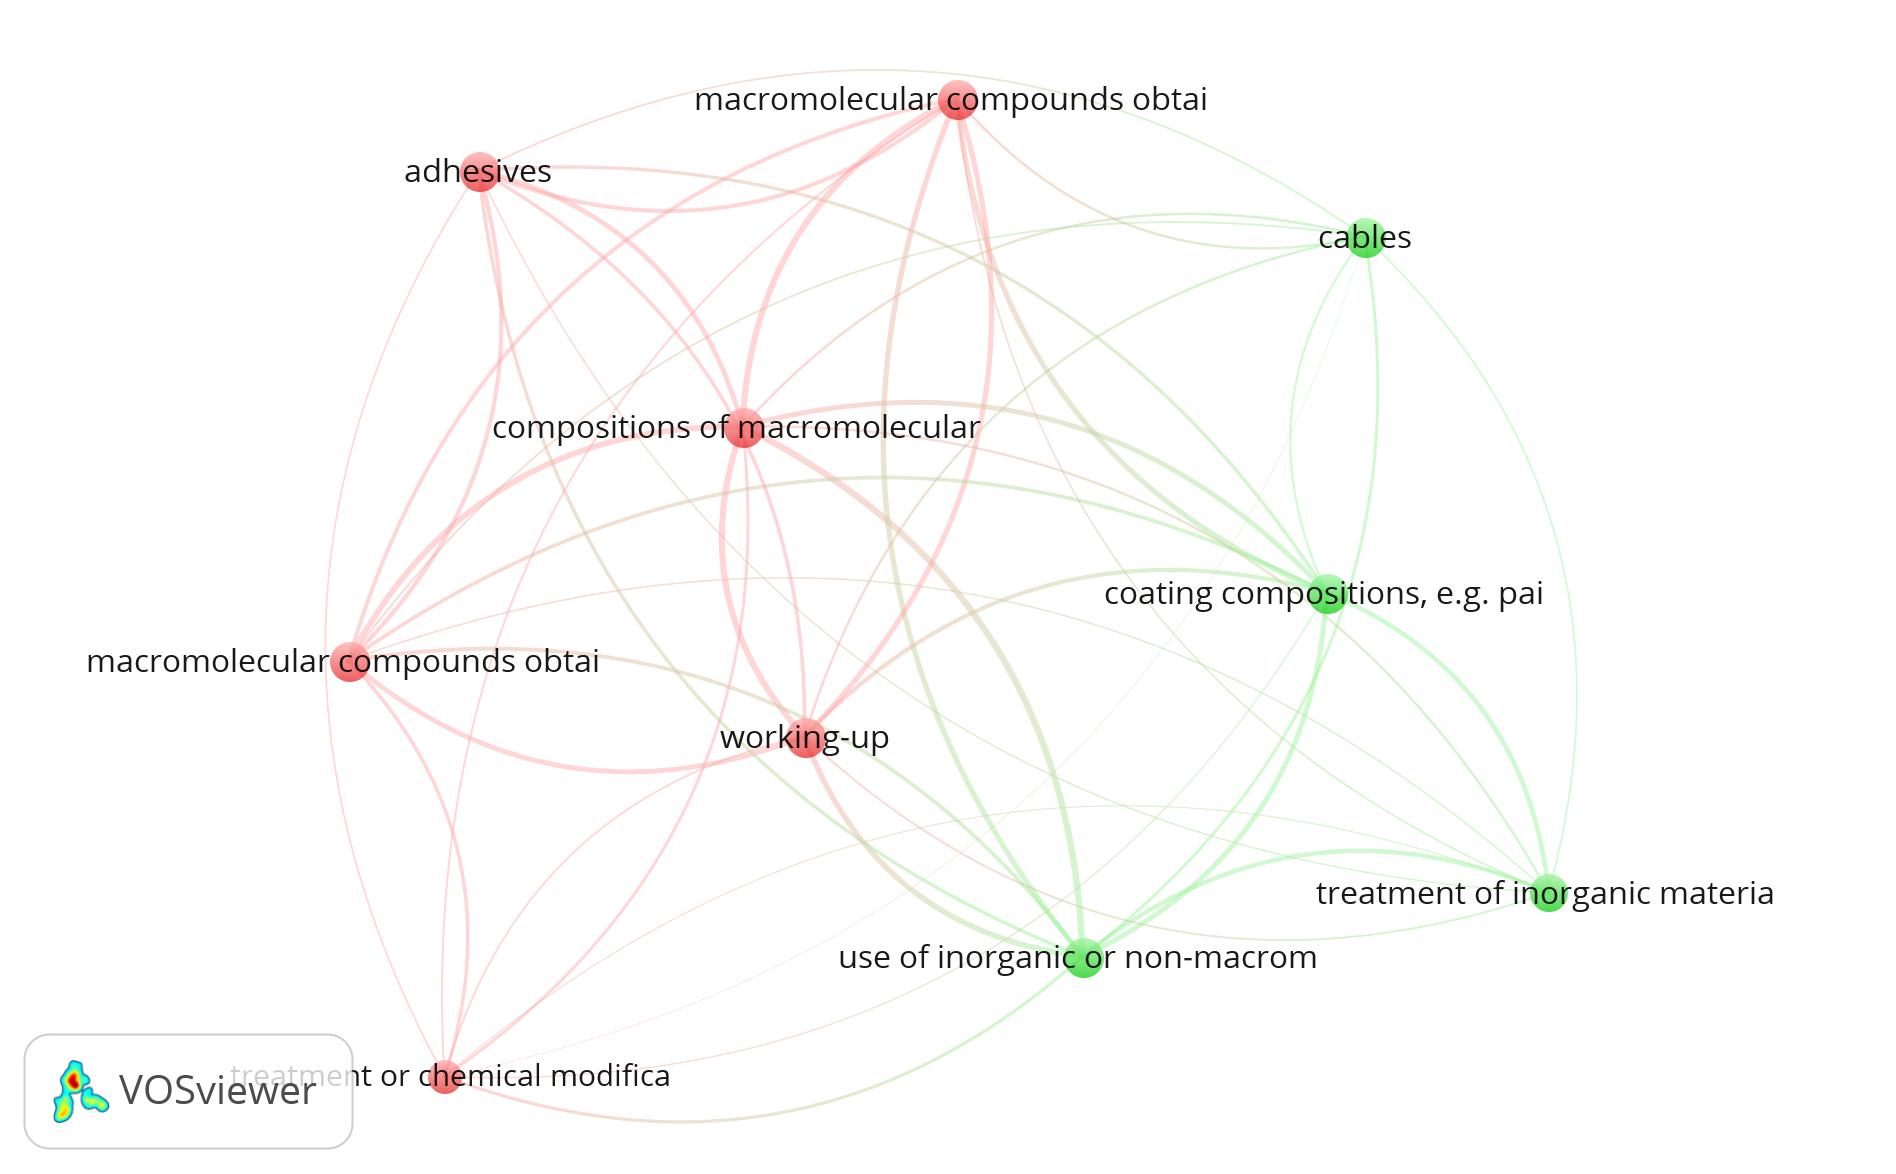 macromolecular compounds obtai
adhesives
cables
compositions of macromolecular
coating compositions, e.g. pai
macromolecular compounds obtai
working-up
treatment of inorganic materia
use of inorganic or non-macrom
treatment or chemical modifica
VOSviewer